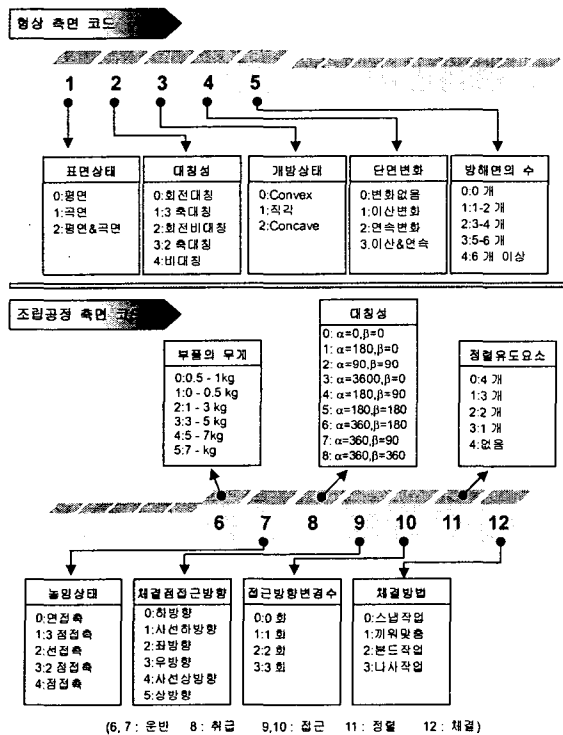 형상 측면 코드
1 2 3 4 5
표면상태
0:평면
1:곡면
2:평면&곡면
대칭성
0:회전대칭
1:3 축대칭
2:회전비대칭
3:2 축대칭
4:비대칭
개방상태
0:Convex
1:직각
2:Concave
단면변화
0:변화없음
1:이산변화
2:연속변화
3.이산&연속
방해면의 수
0:0 개
1:1-2 개
2:3-4 개
3:5-6 개
4:6 개 이상
조립공정 측면 코드
부품의 무게
0:0.5 - 1kg
1:0 - 0.5 kg
2:1 - 3 kg
3:3 - 5 kg
4:5 - 7kg
5:7 - kg
대칭성
0: α=0,β=0
1: α=180,β=0
2: α=90,β=90
3: α=3600,β=0
4: α=180,β=90
5: α=180,β=180
6: α=360,β=180
7: α=360,β=90
8: α=360,β=360
정렬유도요소
0:4 개
1:3 개
2:2 개
3:1 개
4:없음
6 7 8 9 10 11 12
놓임상태
0:면접촉
1:3 점접촉
2:선접촉
3:2 점접촉
4:점접촉
체결점접근방향
0:하방향
1:사선하방향
2:좌방향
3:우방향
4:사선상방향
5:상방향
접근방향변경수
0:0 회
1:1 회
2:2 회
3:3 회
체결방법
0:스냅작업
1:끼워맞춤
2:본드작업
3:나사작업
(6, 7 : 운반 8 : 취급 9,10 : 접근 11 : 정렬 12 : 체결)